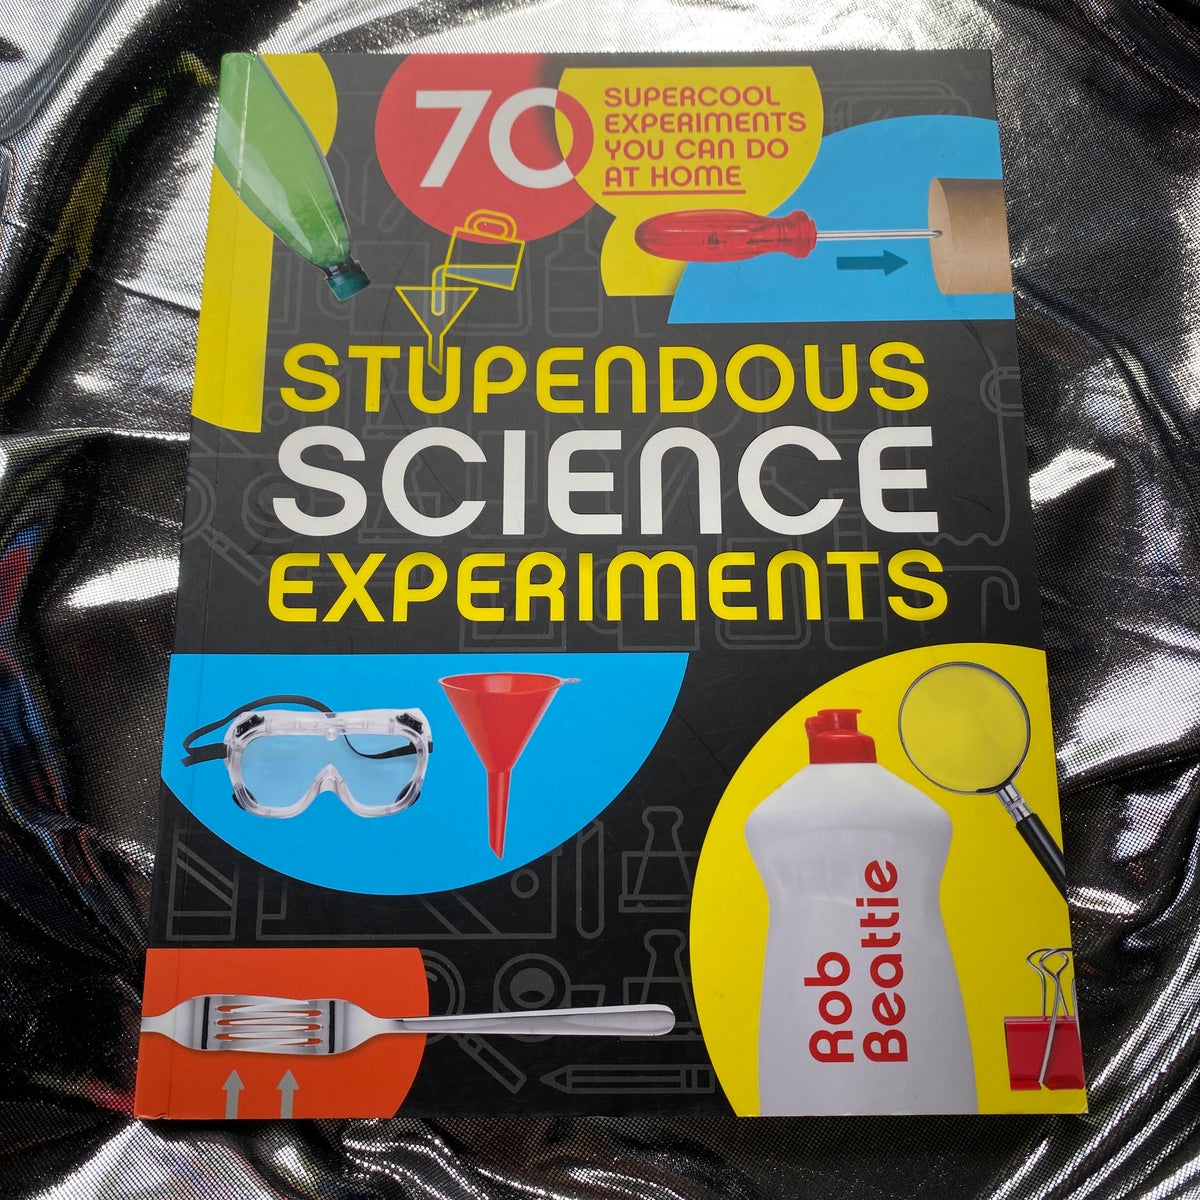 70
SUPERCOOL
EXPERIMENTS
YOU CAN DO
AT HOME
STUPENDOUS
SCIENCE
EXPERIMENTS
Rob
Beattie